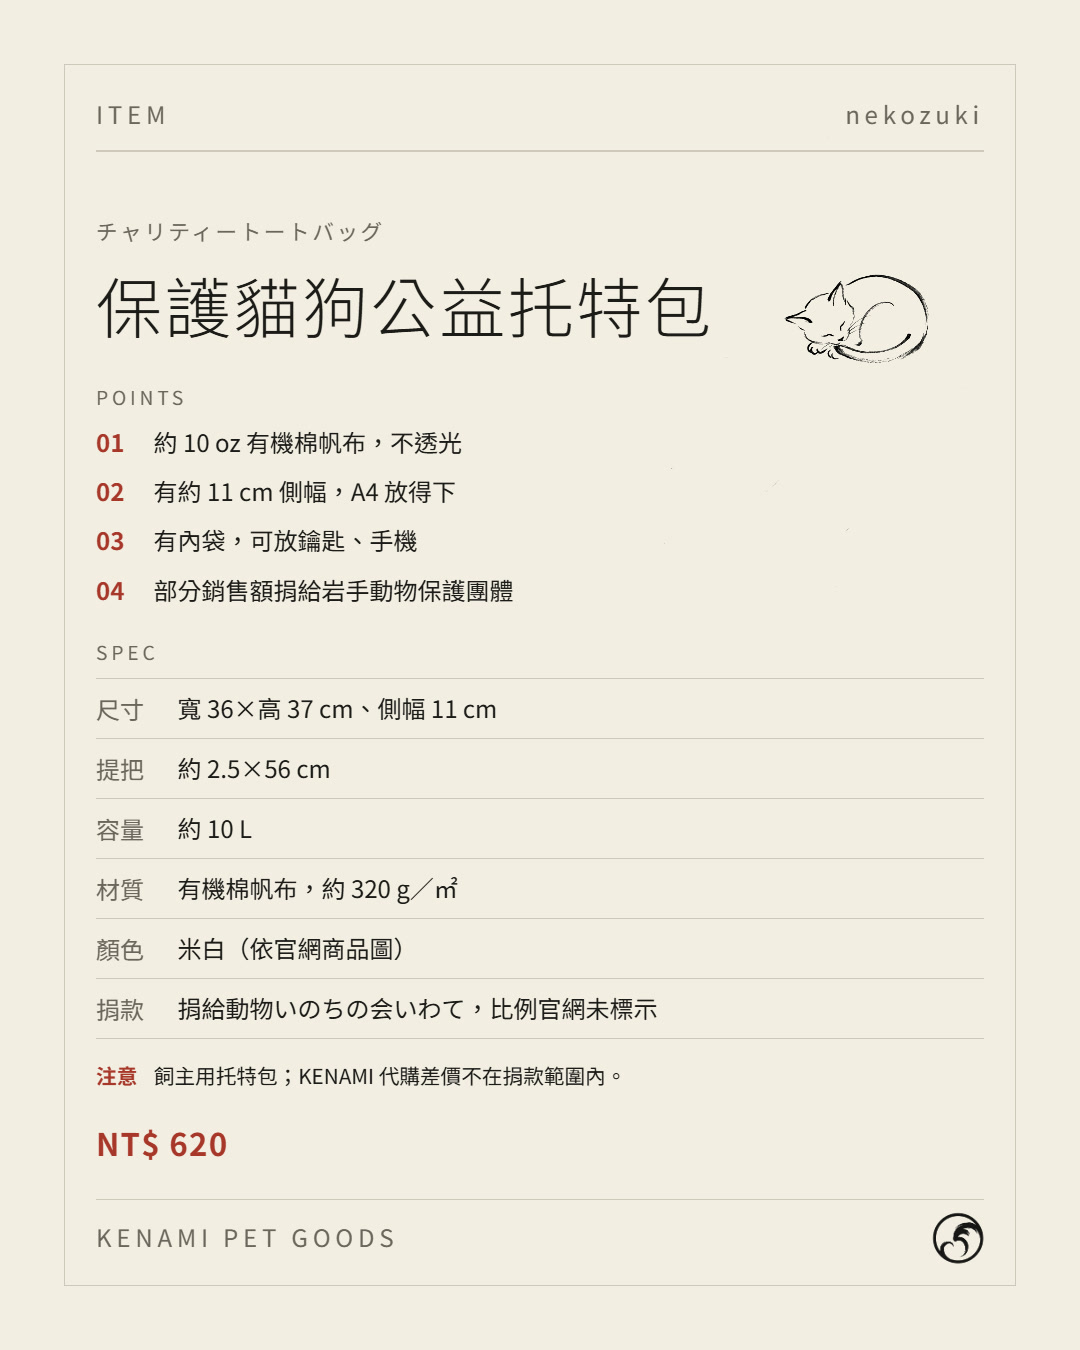 ITEM
nekozuki
チャリティートートバッグ
保護貓狗公益托特包
POINTS
01 約 10 oz 有機棉帆布，不透光
02 有約 11 cm 側幅，A4 放得下
03 有內袋，可放鑰匙、手機
04 部分銷售額捐給岩手動物保護團體
SPEC
尺寸 寬 36×高 37 cm、側幅 11 cm
提把 約 2.5×56 cm
容量 約 10 L
材質 有機棉帆布，約 320 g／㎡
顏色 米白（依官網商品圖）
捐款 捐給動物いのちの会いわて，比例官網未標示
注意 飼主用托特包；KENAMI 代購差價不在捐款範圍內。
NT$ 620
KENAMI PET GOODS